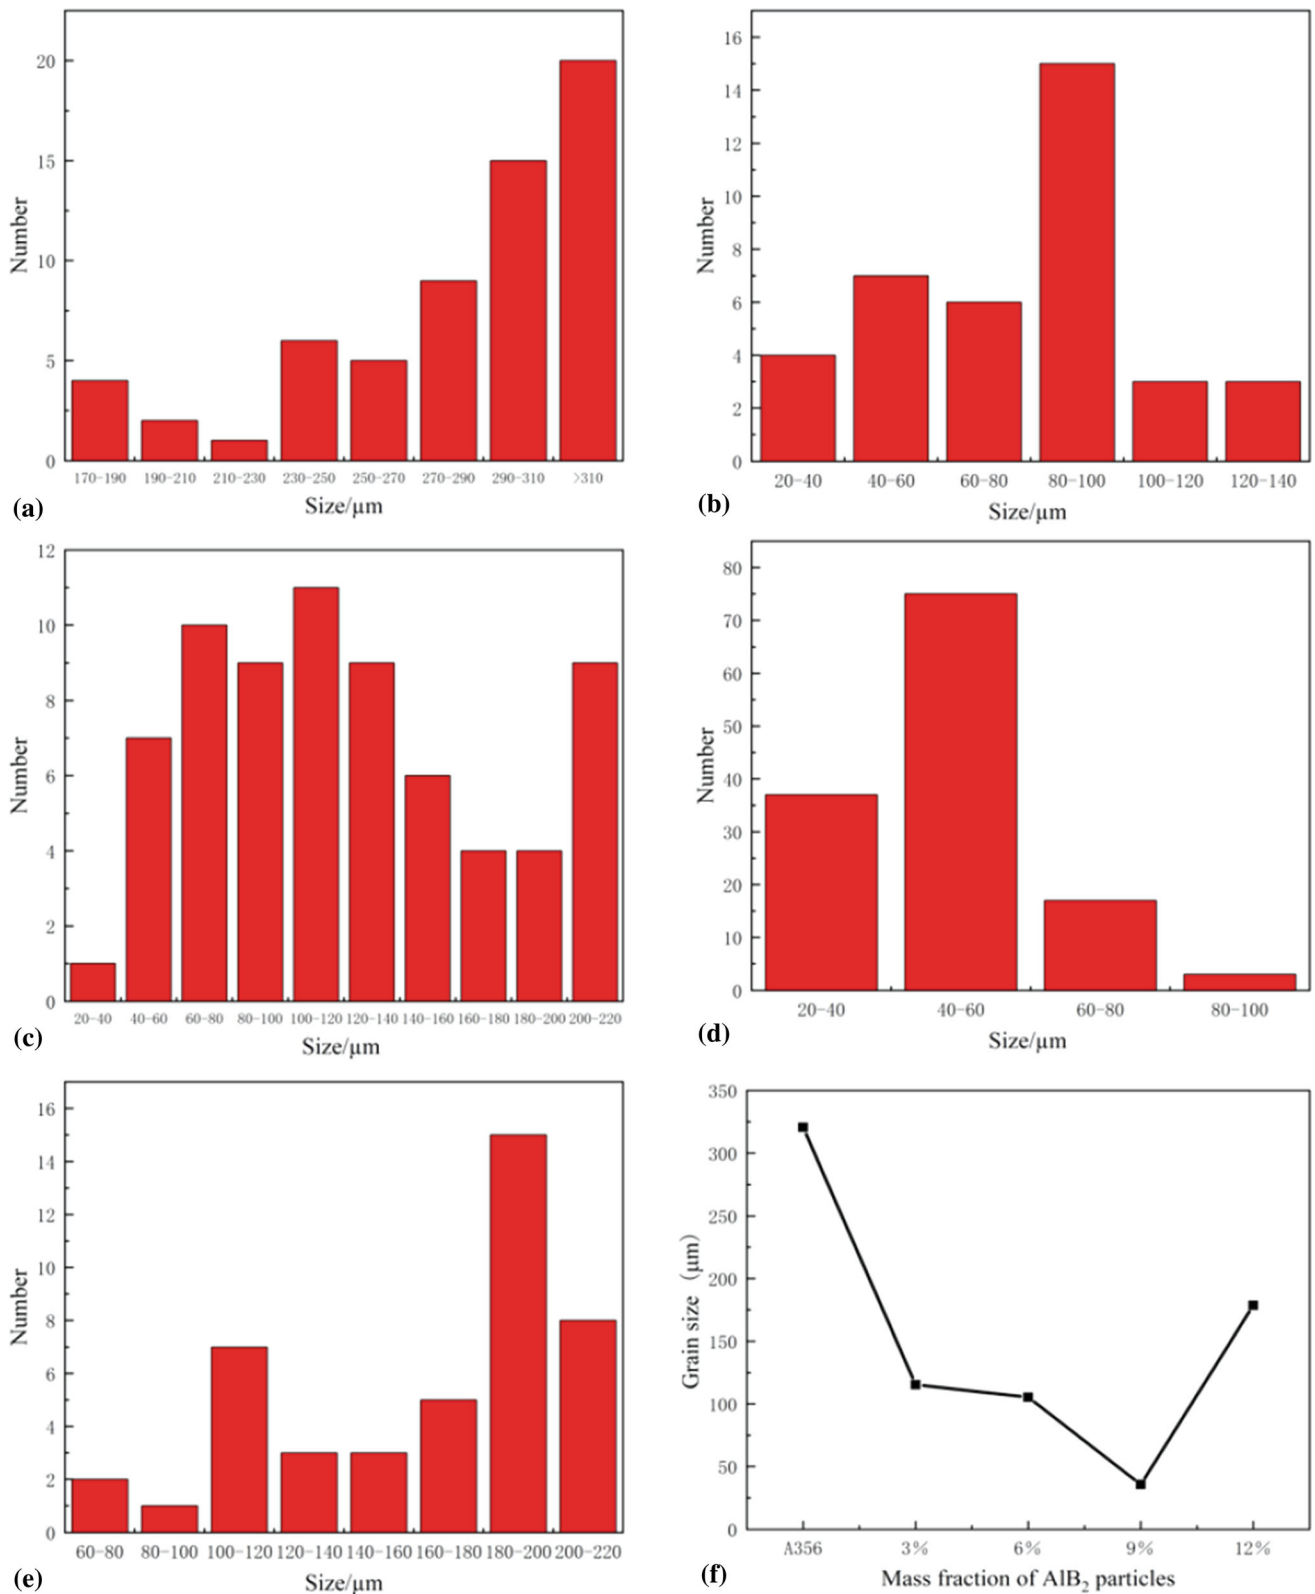 20
15
10
5
0
Number
170-190 190-210 210-230 230-250 250-270 270-290 290-310 >310
Size/μm
(a)
16
14
12
10
8
6
4
2
0
Number
20-40 40-60 60-80 80-100 100-120 120-140
Size/μm
(b)
12
10
8
6
4
2
0
Number
20-40 40-60 60-80 80-100 100-120 120-140 140-160 160-180 180-200 200-220
Size/μm
(c)
80
70
60
50
40
30
20
10
0
Number
20-40 40-60 60-80 80-100
Size/μm
(d)
16
14
12
10
8
6
4
2
0
Number
60-80 80-100 100-120 120-140 140-160 160-180 180-200 200-220
Size/μm
(e)
350
300
250
200
150
100
50
0
Grain size (μm)
A356 3% 6% 9% 12%
Mass fraction of AlB₂ particles
(f)